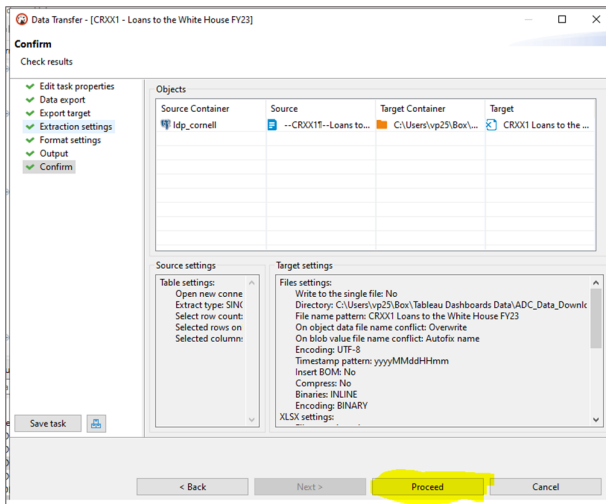 Data Transfer - [CRXX1 - Loans to the White House FY23]
Confirm
Check results
Edit task properties
Data export
Export target
Extraction settings
Format settings
Output
Confirm
Objects
Source Container Source Target Container Target
ldp_cornell --CRXX1¶--Loans to... C:\Users\vp25\Box\... CRXX1 Loans to the ...
Source settings
Table settings:
Open new conne
Extract type: SINC
Select row count:
Selected rows on
Selected column:
Target settings
Files settings:
Write to the single file: No
Directory: C:\Users\vp25\Box\Tableau Dashboards Data\ADC_Data_Downlc
File name pattern: CRXX1 Loans to the White House FY23
On object data file name conflict: Overwrite
On blob value file name conflict: Autofix name
Encoding: UTF-8
Timestamp pattern: yyyyMMddHHmm
Insert BOM: No
Compress: No
Binaries: INLINE
Encoding: BINARY
XLSX settings:
Save task
< Back Next > Proceed Cancel